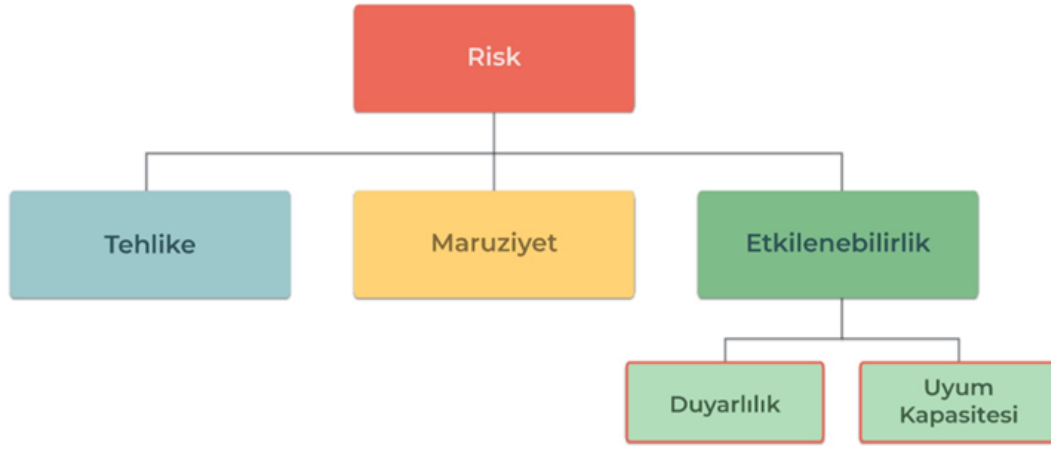 Risk
Tehlike
Maruziyet
Etkilenebilirlik
Duyarlılık
Uyum
Kapasitesi